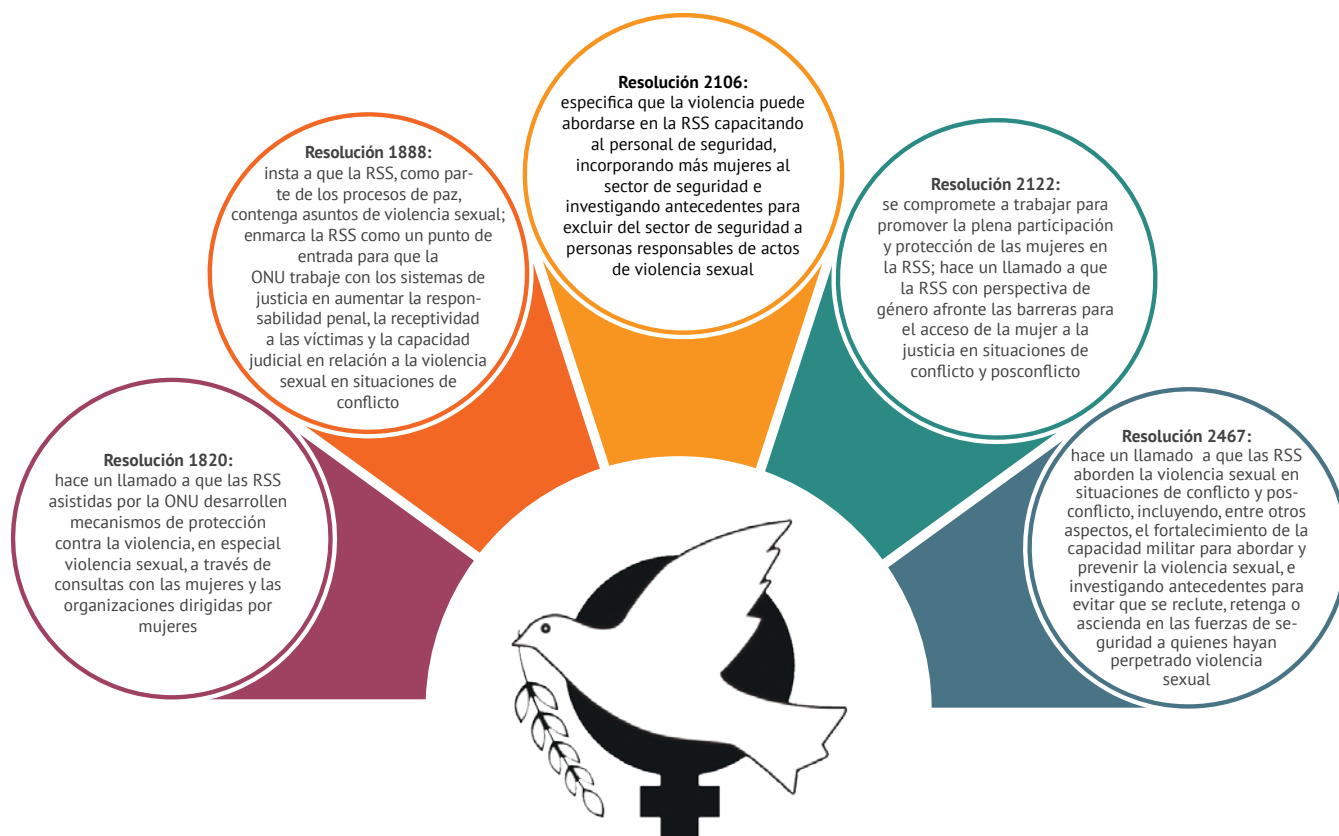 Resolución 1820:
hace un llamado a que las RSS
asistidas por la ONU desarrollen
mecanismos de protección
contra la violencia, en especial
violencia sexual, a través de
consultas con las mujeres y las
organizaciones dirigidas por
mujeres
Resolución 1888:
insta a que la RSS, como par-
te de los procesos de paz,
contenga asuntos de violencia sexual;
enmarca la RSS como un punto de
entrada para que la
ONU trabaje con los sistemas de
justicia en aumentar la respon-
sabilidad penal, la receptividad
a las víctimas y la capacidad
judicial en relación a la violencia
sexual en situaciones de
conflicto
Resolución 2106:
especifica que la violencia puede
abordarse en la RSS capacitando
al personal de seguridad,
incorporando más mujeres al
sector de seguridad e
investigando antecedentes para
excluir del sector de seguridad a
personas responsables de actos
de violencia sexual
Resolución 2122:
se compromete a trabajar para
promover la plena participación
y protección de las mujeres en
la RSS; hace un llamado a que
la RSS con perspectiva de
género afronte las barreras para
el acceso de la mujer a la
justicia en situaciones de
conflicto y posconflicto
Resolución 2467:
hace un llamado a que las RSS
aborden la violencia sexual en
situaciones de conflicto y pos-
conflicto, incluyendo, entre otros
aspectos, el fortalecimiento de la
capacidad militar para abordar y
prevenir la violencia sexual, e
investigando antecedentes para
evitar que se reclute, retenga o
ascienda en las fuerzas de se-
guridad a quienes hayan
perpetrado violencia
sexual